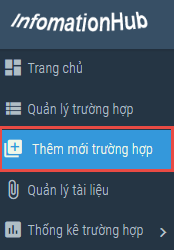 InfomationHub
Trang chủ
Quản lý trường hợp
Thêm mới trường hợp
Quản lý tài liệu
Thống kê trường hợp